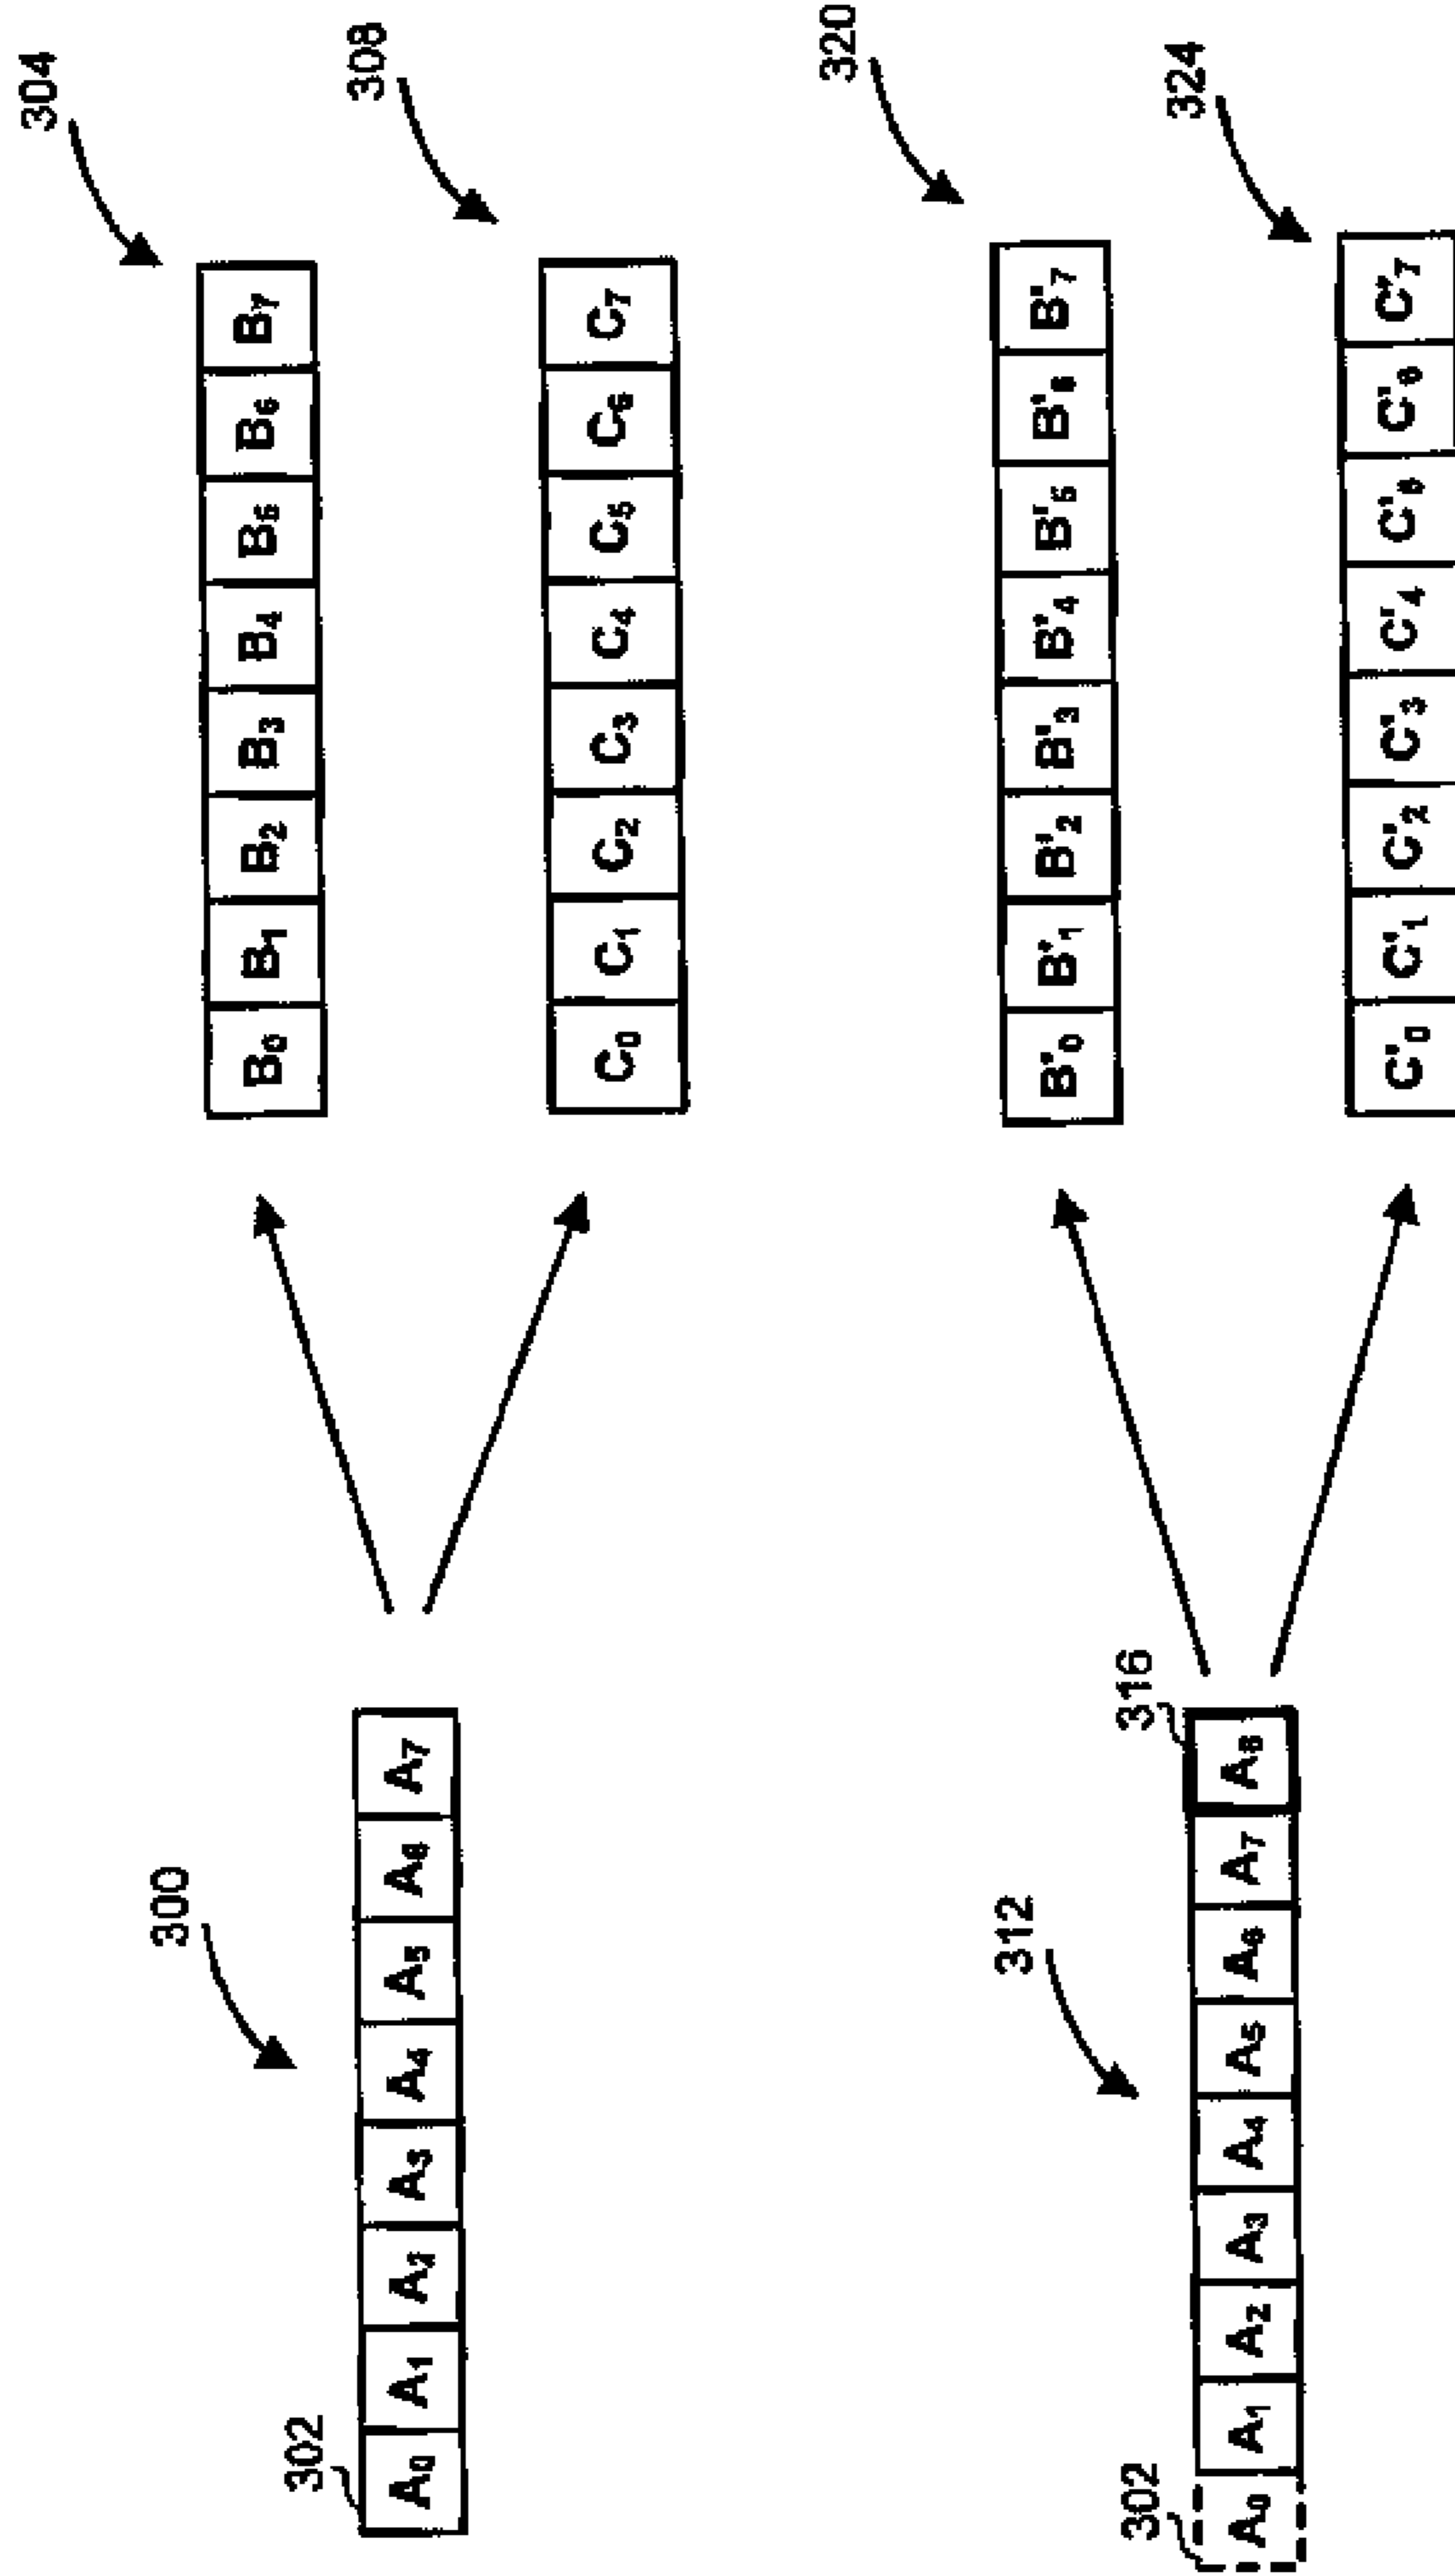 304
300
B₀ B₁ B₂ B₃ B₄ B₅ B₆ B₇
302
308
A₀ A₁ A₂ A₃ A₄ A₅ A₆ A₇
C₀ C₁ C₂ C₃ C₄ C₅ C₆ C₇
320
312
B'₀ B'₁ B'₂ B'₃ B'₄ B'₅ B'₆ B'₇
302
316
324
A₀ A₁ A₂ A₃ A₄ A₅ A₆ A₇ A₈
C'₀ C'₁ C'₂ C'₃ C'₄ C'₅ C'₆ C'₇